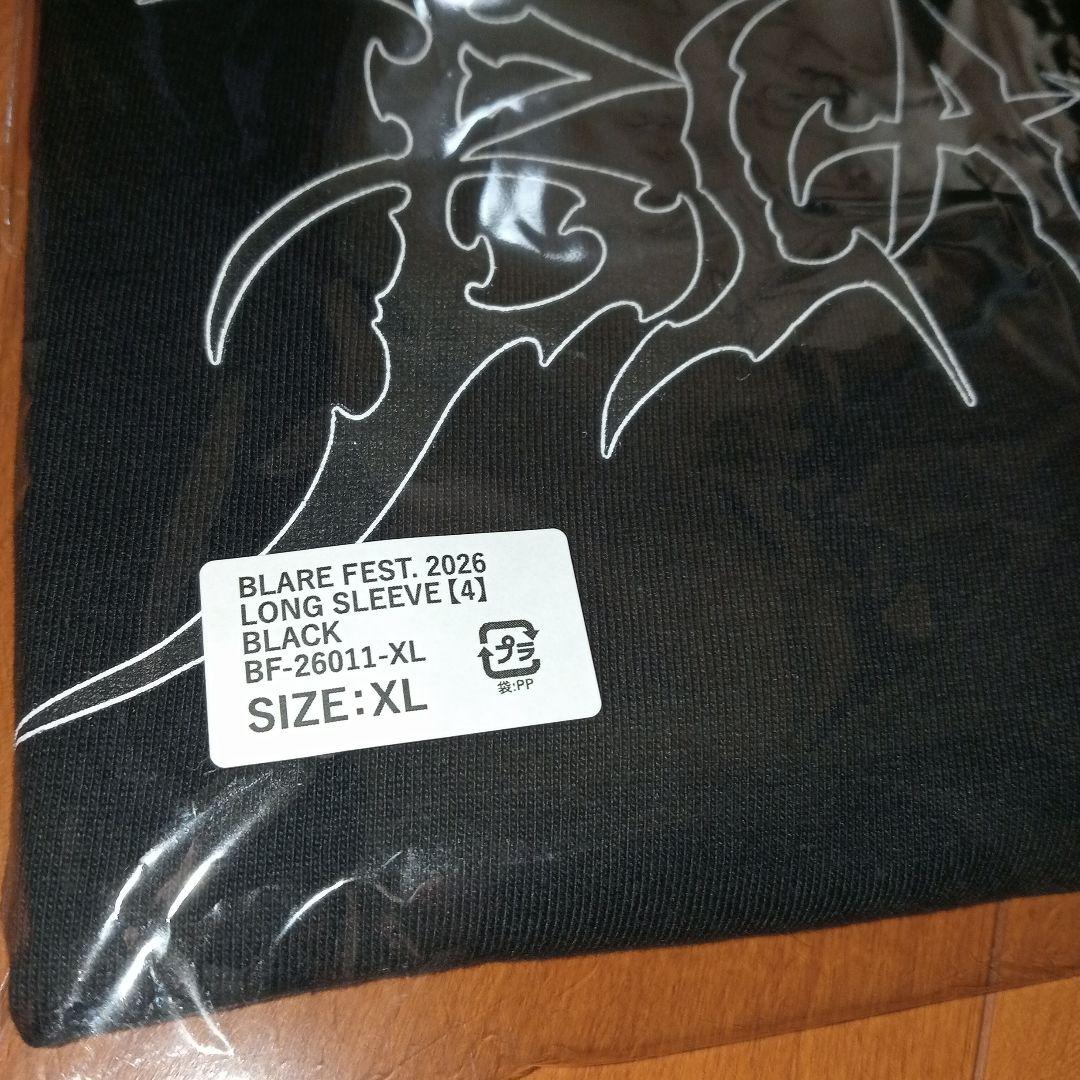 BLARE FEST. 2026
LONG SLEEVE【4】
BLACK
BF-26011-XL
SIZE:XL
プラ
袋:PP